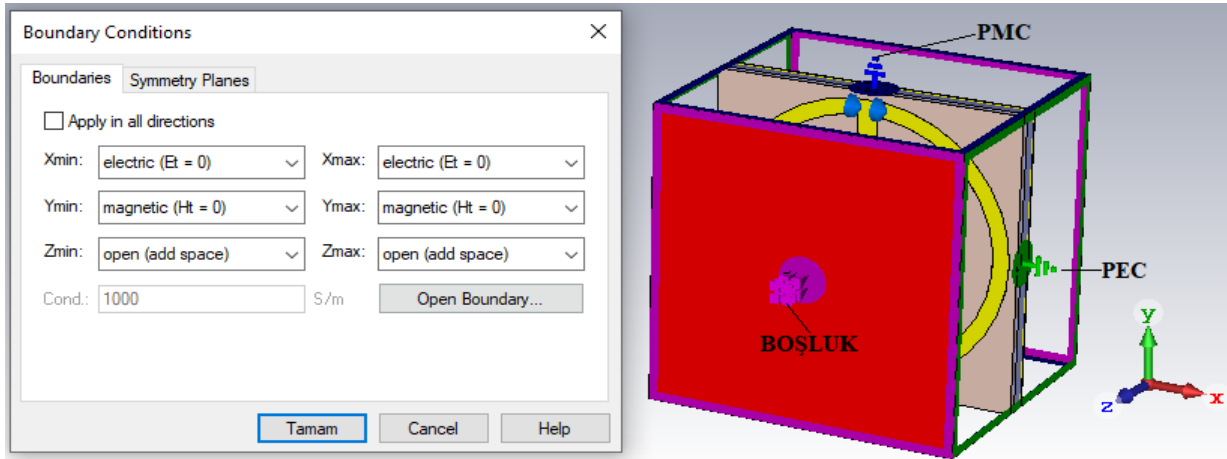 Boundary Conditions
Boundaries Symmetry Planes
Apply in all directions
Xmin: electric (Et = 0) Xmax: electric (Et = 0)
Ymin: magnetic (Ht = 0) Ymax: magnetic (Ht = 0)
Zmin: open (add space) Zmax: open (add space)
Cond.: 1000 S/m Open Boundary...
Tamam Cancel Help
PMC
PEC
BOŞLUK
y
z x